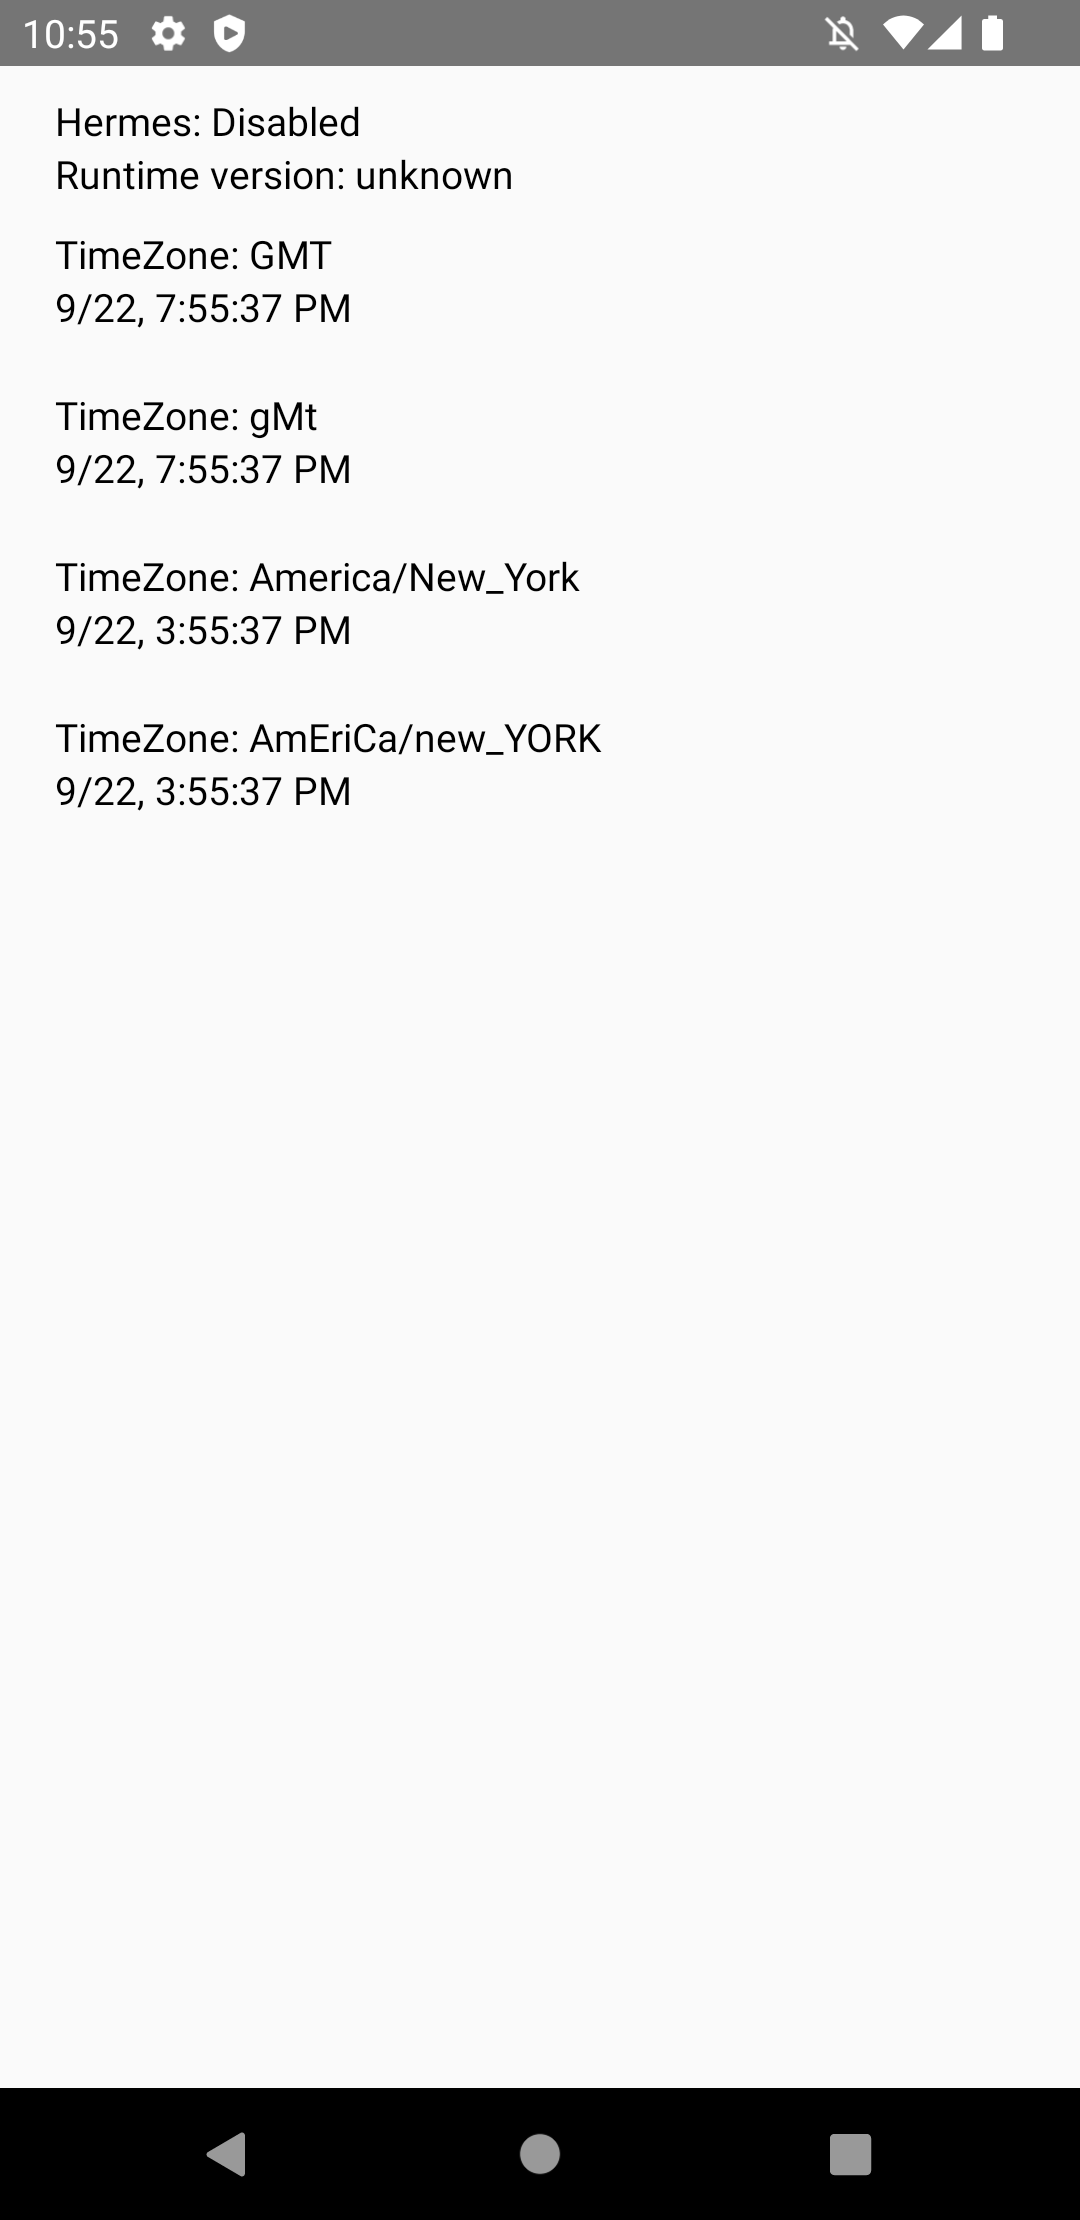 10:55
Hermes: Disabled
Runtime version: unknown
TimeZone: GMT
9/22, 7:55:37 PM
TimeZone: gMt
9/22, 7:55:37 PM
TimeZone: America/New_York
9/22, 3:55:37 PM
TimeZone: AmEriCa/new_YORK
9/22, 3:55:37 PM